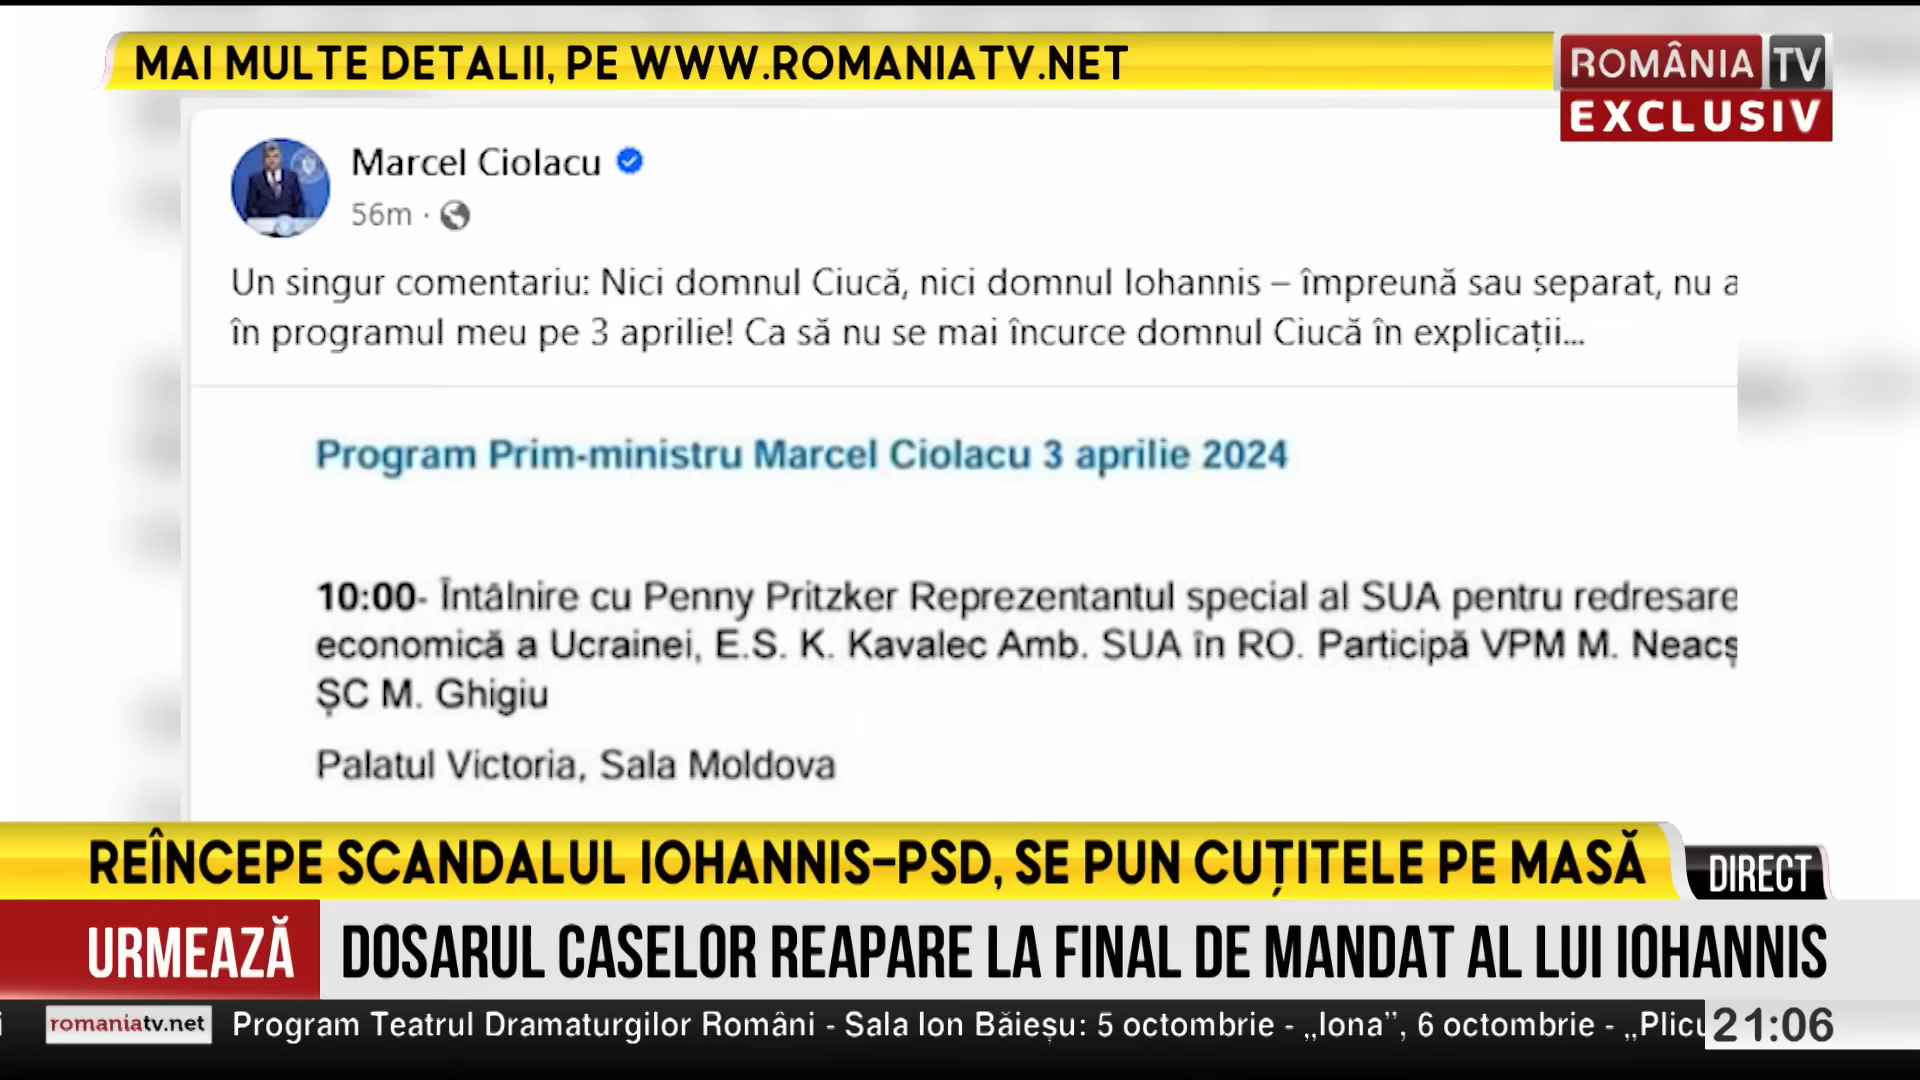 MAI MULTE DETALII, PE WWW.ROMANIATV.NET
ROMÂNIA TV
EXCLUSIV
Marcel Ciolacu
56m ·
Un singur comentariu: Nici domnul Ciucă, nici domnul Iohannis – împreună sau separat, nu a
în programul meu pe 3 aprilie! Ca să nu se mai încurce domnul Ciucă în explicații...
Program Prim-ministru Marcel Ciolacu 3 aprilie 2024
10:00- Întâlnire cu Penny Pritzker Reprezentantul special al SUA pentru redresare
economică a Ucrainei, E.S. K. Kavalec Amb. SUA în RO. Participă VPM M. Neacș
ȘC M. Ghigiu
Palatul Victoria, Sala Moldova
REÎNCEPE SCANDALUL IOHANNIS-PSD, SE PUN CUȚITELE PE MASĂ
DIRECT
URMEAZĂ DOSARUL CASELOR REAPARE LA FINAL DE MANDAT AL LUI IOHANNIS
i romaniatv.net Program Teatrul Dramaturgilor Români - Sala Ion Băieșu: 5 octombrie - „Iona”, 6 octombrie - „Plicu 21:06